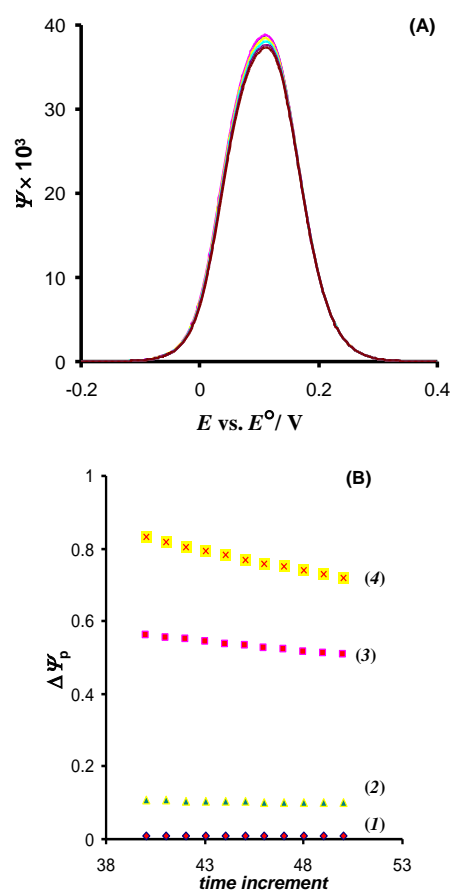 (A)
Ψ × 10³
40
30
20
10
0
-0.2 0 0.2 0.4
E vs. E°/ V
(B)
ΔΨp
1
0.8
0.6
0.4
0.2
0
(4)
(3)
(2)
(1)
38 43 48 53
time increment